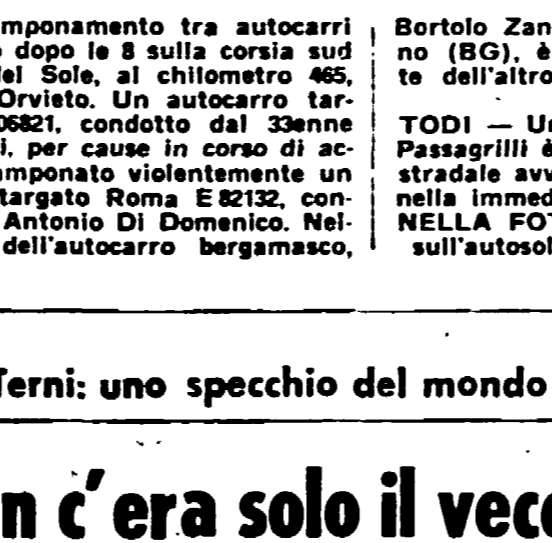 mponamento tra autocarri
dopo le 8 sulla corsia sud
del Sole, al chilometro 465,
Orvieto. Un autocarro tar-
06821, condotto dal 33enne
i, per cause in corso di ac-
mponato violentemente un
targato Roma E 82132, con-
Antonio Di Domenico. Nel-
dell'autocarro bergamasco,
Bortolo Zan
no (BG), è
te dell'altro
TODI — Un
Passagrilli è
stradale avv
nella immed
NELLA FOT
sull'autosol
Terni: uno specchio del mondo
n c'era solo il vecc